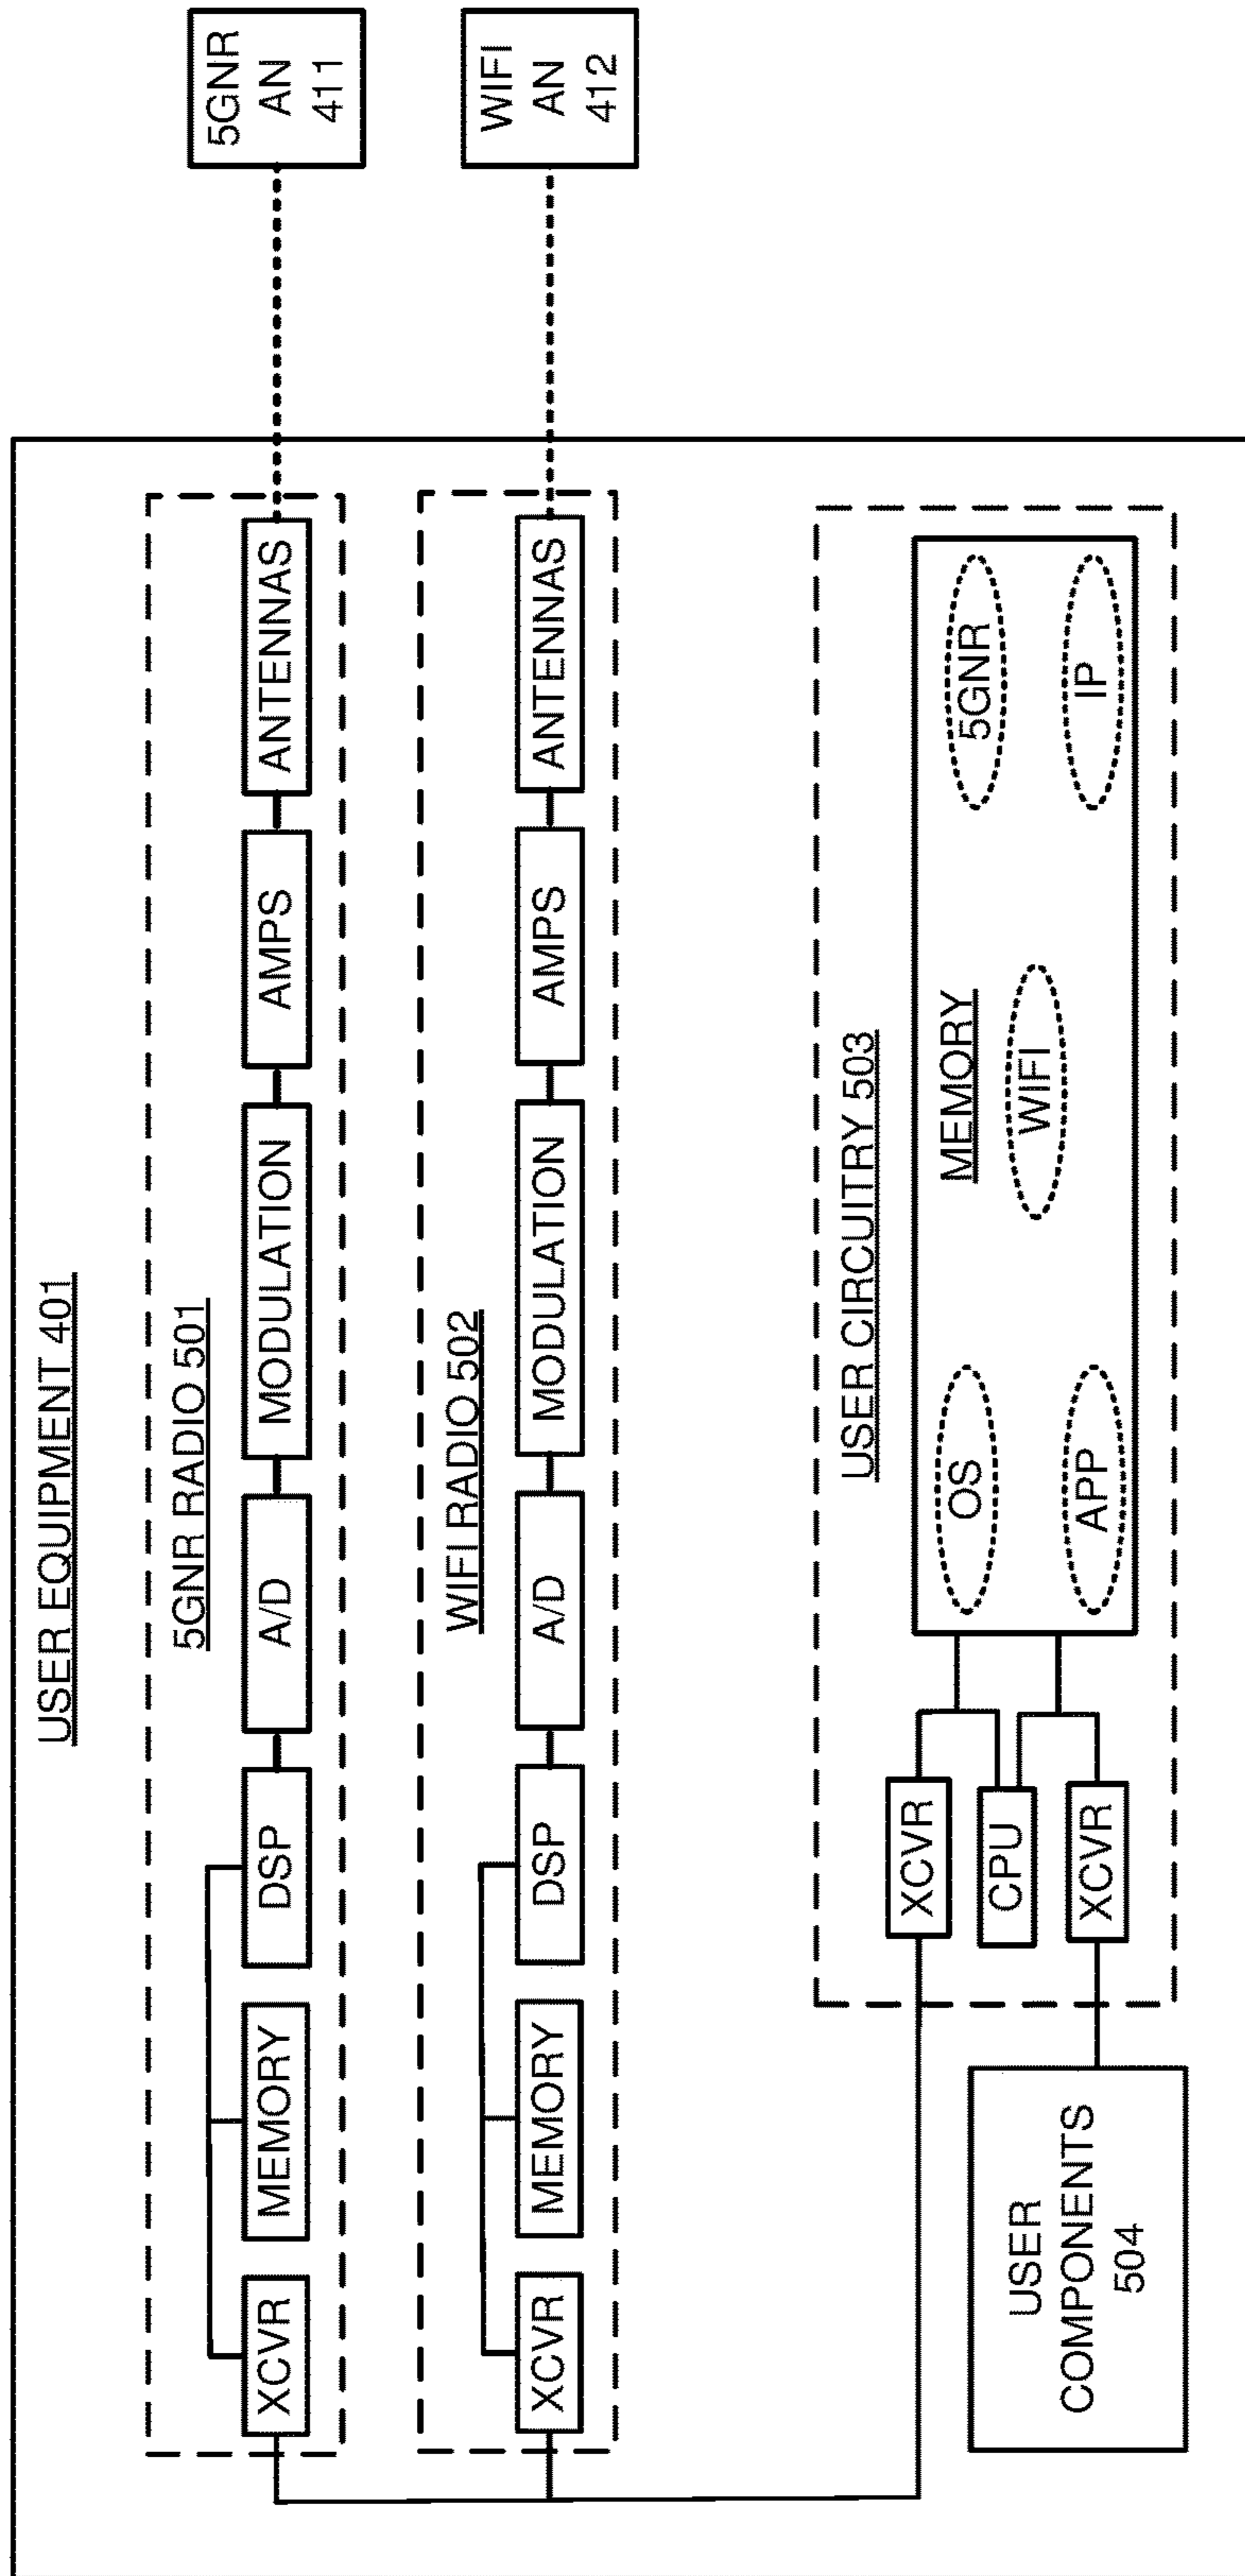 USER EQUIPMENT 401
5GNR RADIO 501
XCVR
MEMORY
DSP
A/D
MODULATION
AMPS
ANTENNAS
5GNR
AN
411
WIFI RADIO 502
XCVR
MEMORY
DSP
A/D
MODULATION
AMPS
ANTENNAS
WIFI
AN
412
USER CIRCUITRY 503
XCVR
CPU
XCVR
MEMORY
OS
5GNR
WIFI
APP
IP
USER
COMPONENTS
504